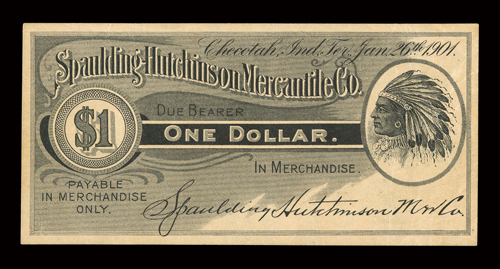 Checotah, Ind. Ter. Jan. 26th 1901.
Spaulding-Hutchinson Mercantile Co.
Due Bearer
$1
One Dollar.
In Merchandise.
Payable
In Merchandise
Only.
Spaulding Hutchinson Mer Co.